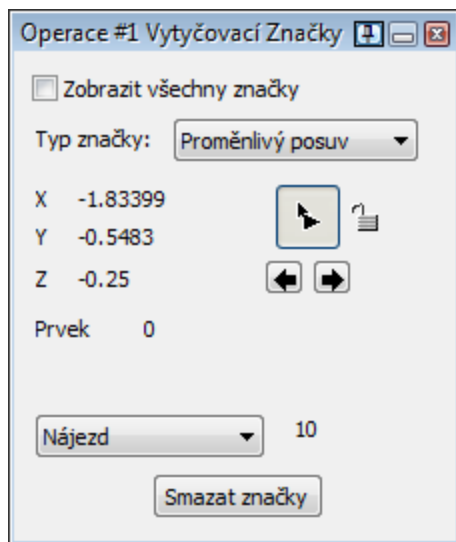 Operace #1 Vytyčovací Značky
Zobrazit všechny značky
Typ značky: Proměnlivý posuv
X -1.83399
Y -0.5483
Z -0.25
Prvek 0
Nájezd 10
Smazat značky